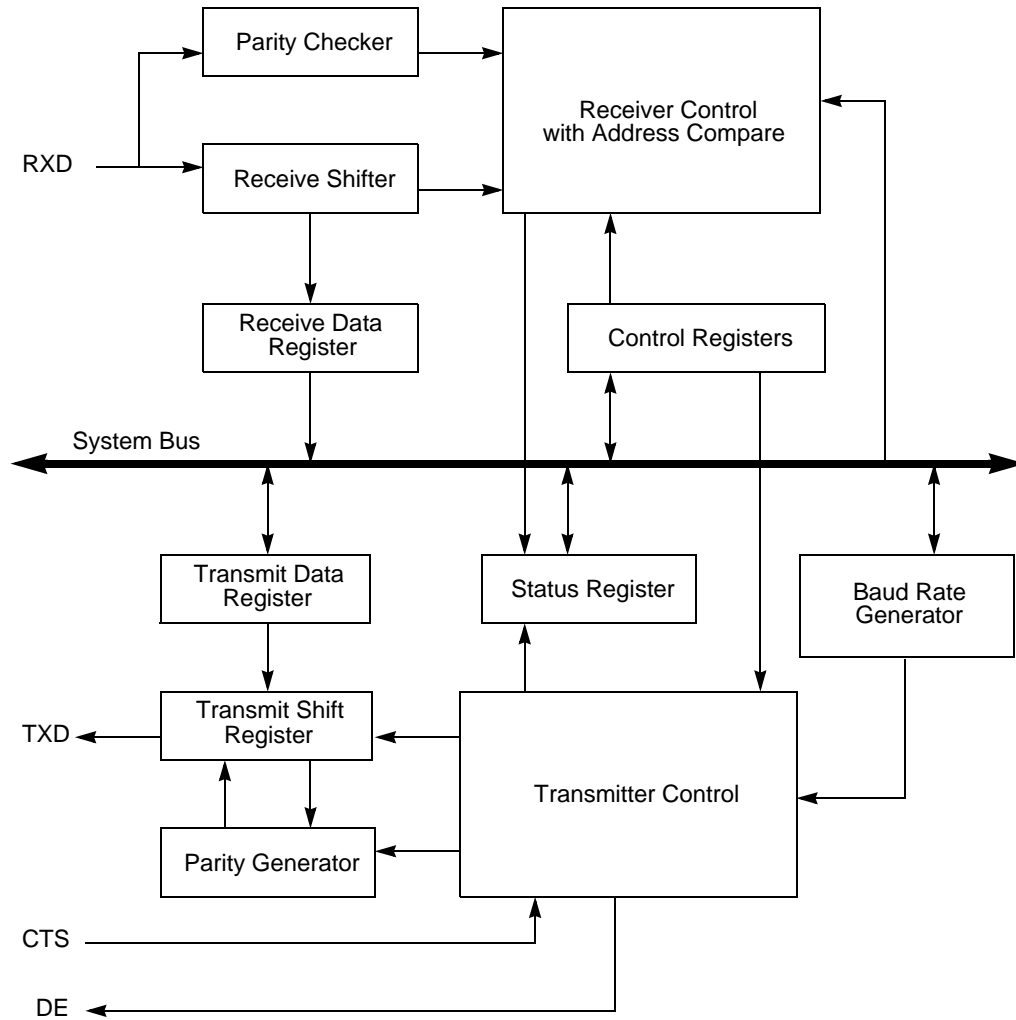 Parity Checker
Receiver Control
with Address Compare
RXD
Receive Shifter
Receive Data
Register
Control Registers
System Bus
Transmit Data
Register
Status Register
Baud Rate
Generator
Transmit Shift
Register
TXD
Transmitter Control
Parity Generator
CTS
DE